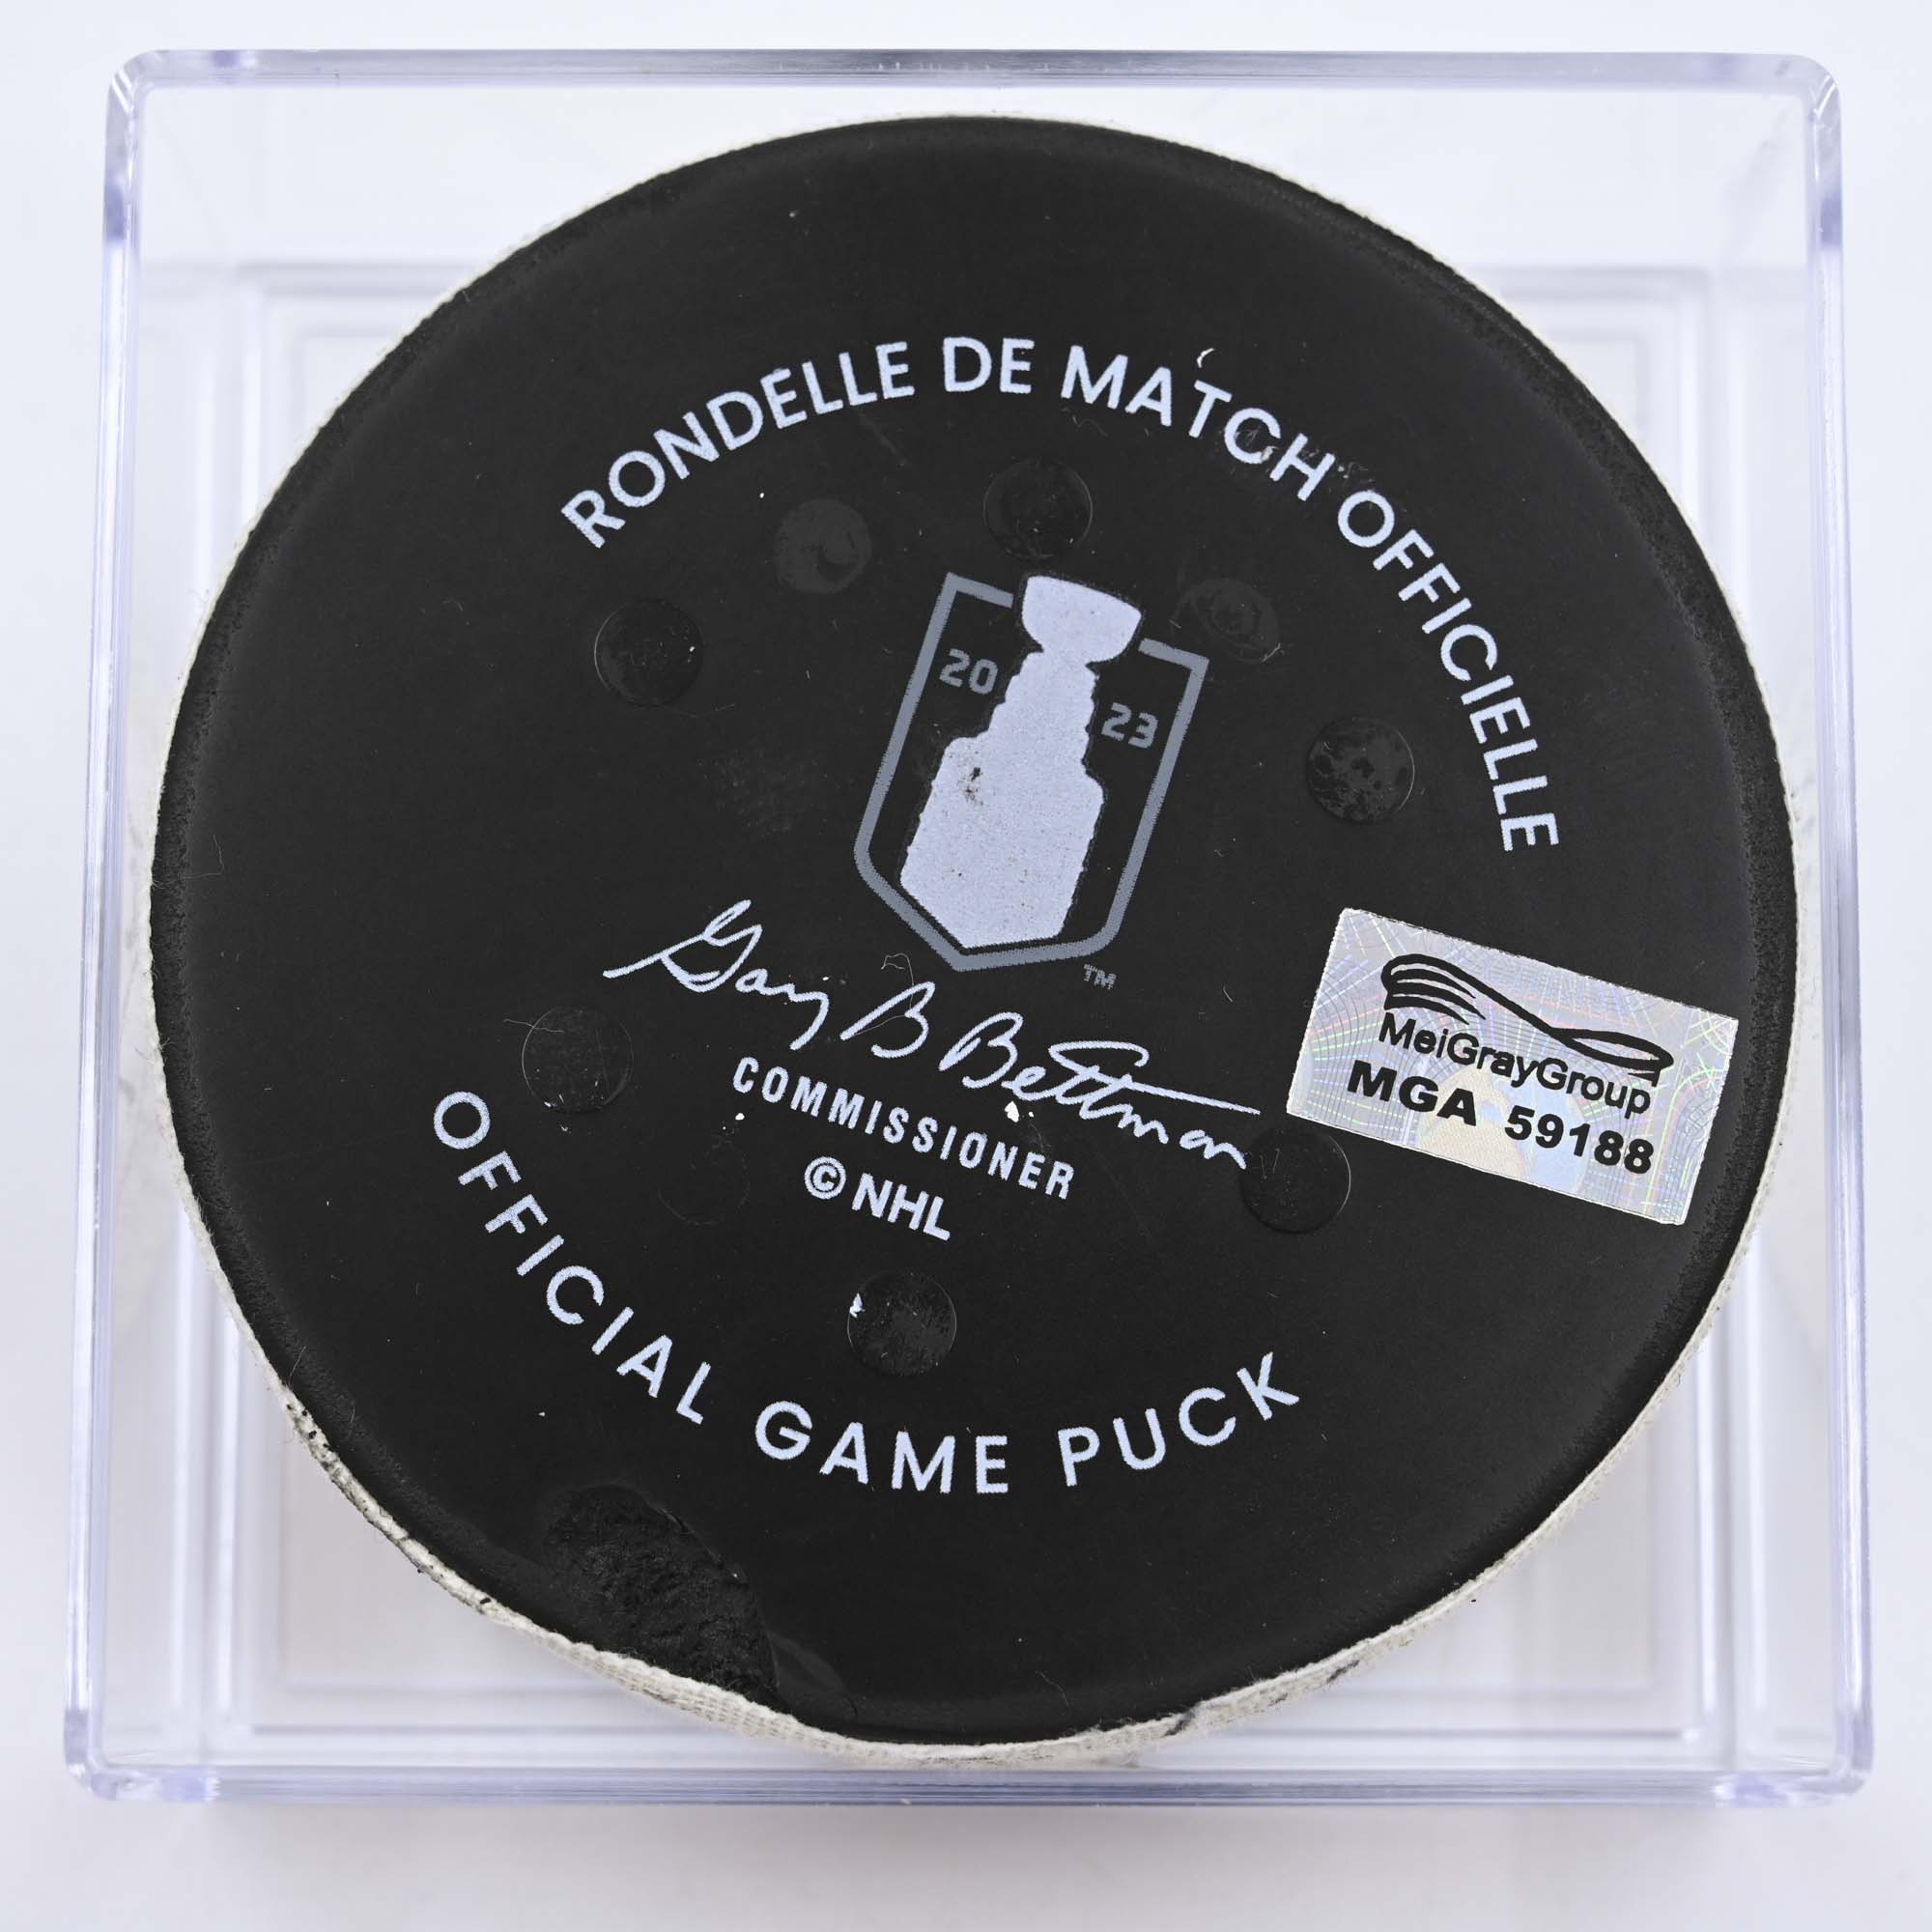 RONDELLE DE MATCH OFFICIELLE
20
23
TM
Gary B Bettman
COMMISSIONER
©NHL
MeiGrayGroup
MGA 59188
OFFICIAL GAME PUCK